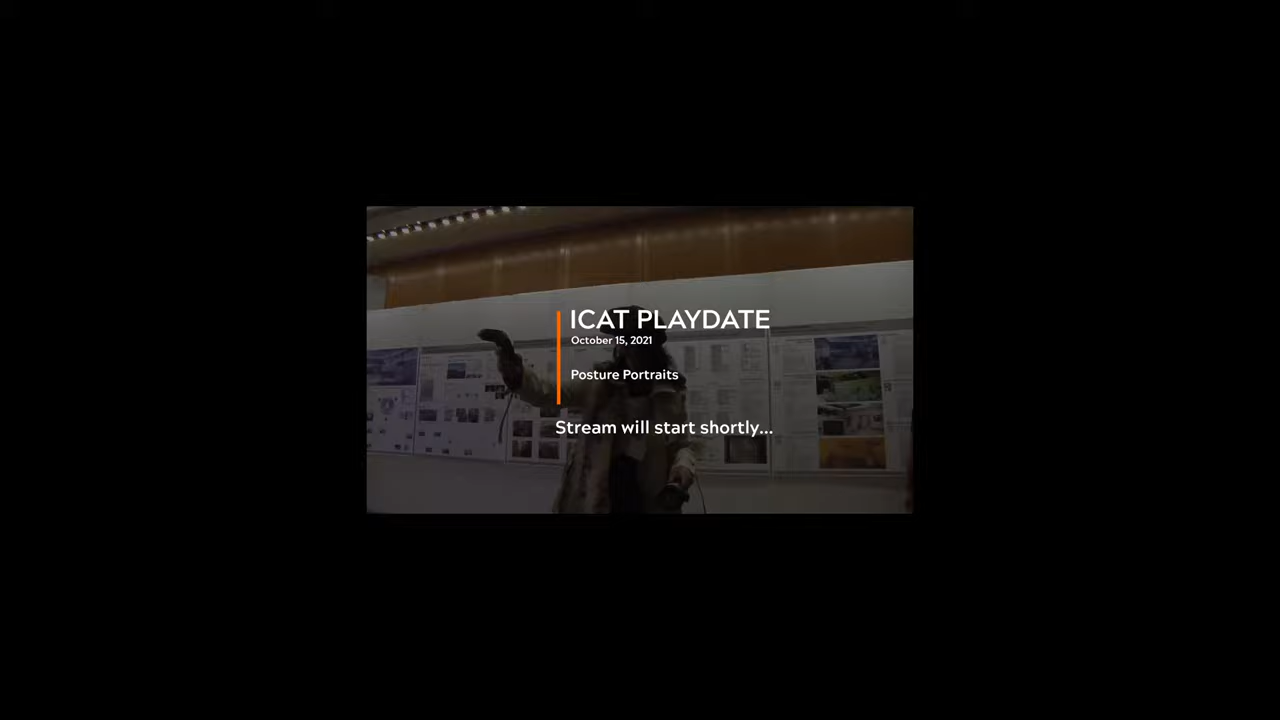 ICAT PLAYDATE
October 15, 2021
Posture Portraits
Stream will start shortly...